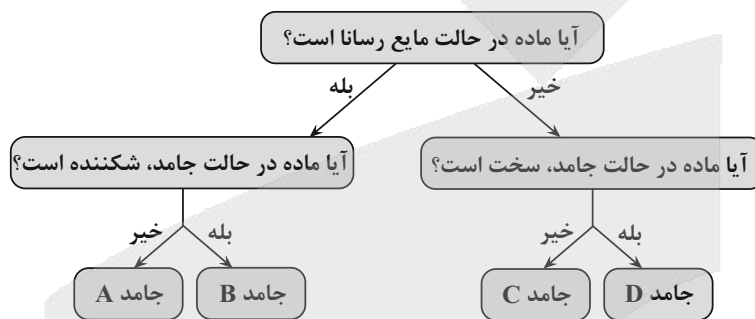 آیا ماده در حالت مایع رسانا است؟
خیر
بله
آیا ماده در حالت جامد، سخت است؟
آیا ماده در حالت جامد، شکننده است؟
بله
خیر
بله
خیر
جامد D
جامد C
جامد B
جامد A